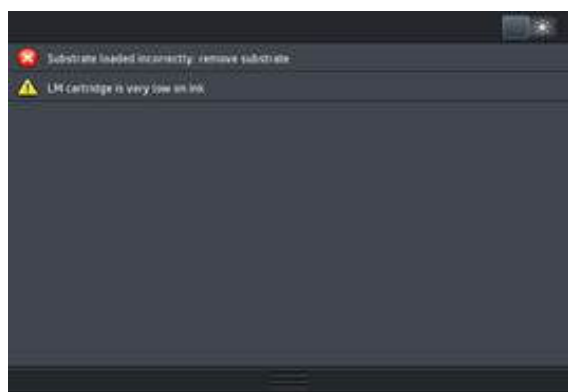 Substrate loaded incorrectly: remove substrate
LM cartridge is very low on ink